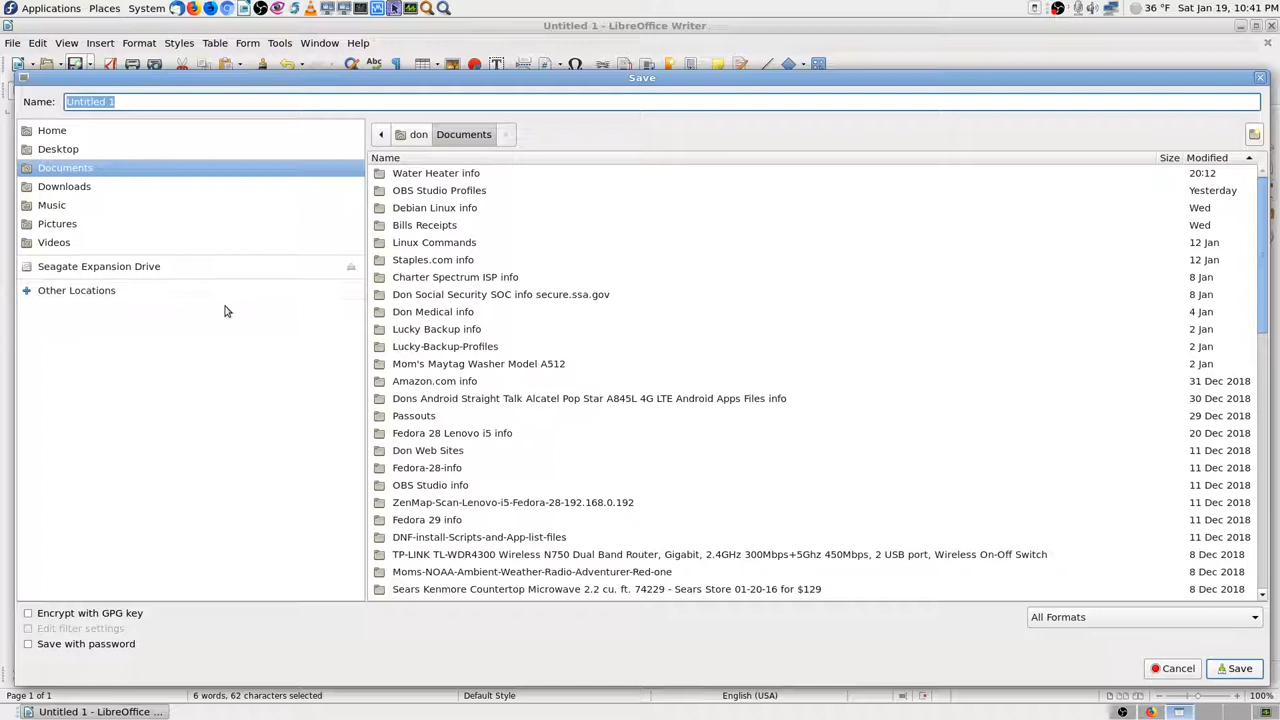 Applications Places System 36 °F Sat Jan 19, 10:41 PM
Untitled 1 - LibreOffice Writer
File Edit View Insert Format Styles Table Form Tools Window Help
Save
Name: Untitled 1
Home
Desktop
Documents
Downloads
Music
Pictures
Videos
Seagate Expansion Drive
Other Locations
don Documents
Name Size Modified
Water Heater info 20:12
OBS Studio Profiles Yesterday
Debian Linux info Wed
Bills Receipts Wed
Linux Commands 12 Jan
Staples.com info 12 Jan
Charter Spectrum ISP info 8 Jan
Don Social Security SOC info secure.ssa.gov 8 Jan
Don Medical info 4 Jan
Lucky Backup info 2 Jan
Lucky-Backup-Profiles 2 Jan
Mom's Maytag Washer Model A512 2 Jan
Amazon.com info 31 Dec 2018
Dons Android Straight Talk Alcatel Pop Star A845L 4G LTE Android Apps Files info 30 Dec 2018
Passouts 29 Dec 2018
Fedora 28 Lenovo i5 info 20 Dec 2018
Don Web Sites 11 Dec 2018
Fedora-28-info 11 Dec 2018
OBS Studio info 11 Dec 2018
ZenMap-Scan-Lenovo-i5-Fedora-28-192.168.0.192 11 Dec 2018
Fedora 29 info 11 Dec 2018
DNF-install-Scripts-and-App-list-files 11 Dec 2018
TP-LINK TL-WDR4300 Wireless N750 Dual Band Router, Gigabit, 2.4GHz 300Mbps+5Ghz 450Mbps, 2 USB port, Wireless On-Off Switch 8 Dec 2018
Moms-NOAA-Ambient-Weather-Radio-Adventurer-Red-one 8 Dec 2018
Sears Kenmore Countertop Microwave 2.2 cu. ft. 74229 - Sears Store 01-20-16 for $129 8 Dec 2018
Encrypt with GPG key
Edit filter settings
Save with password
All Formats
Cancel Save
Page 1 of 1 6 words, 62 characters selected Default Style English (USA) 100%
Untitled 1 - LibreOffice ...